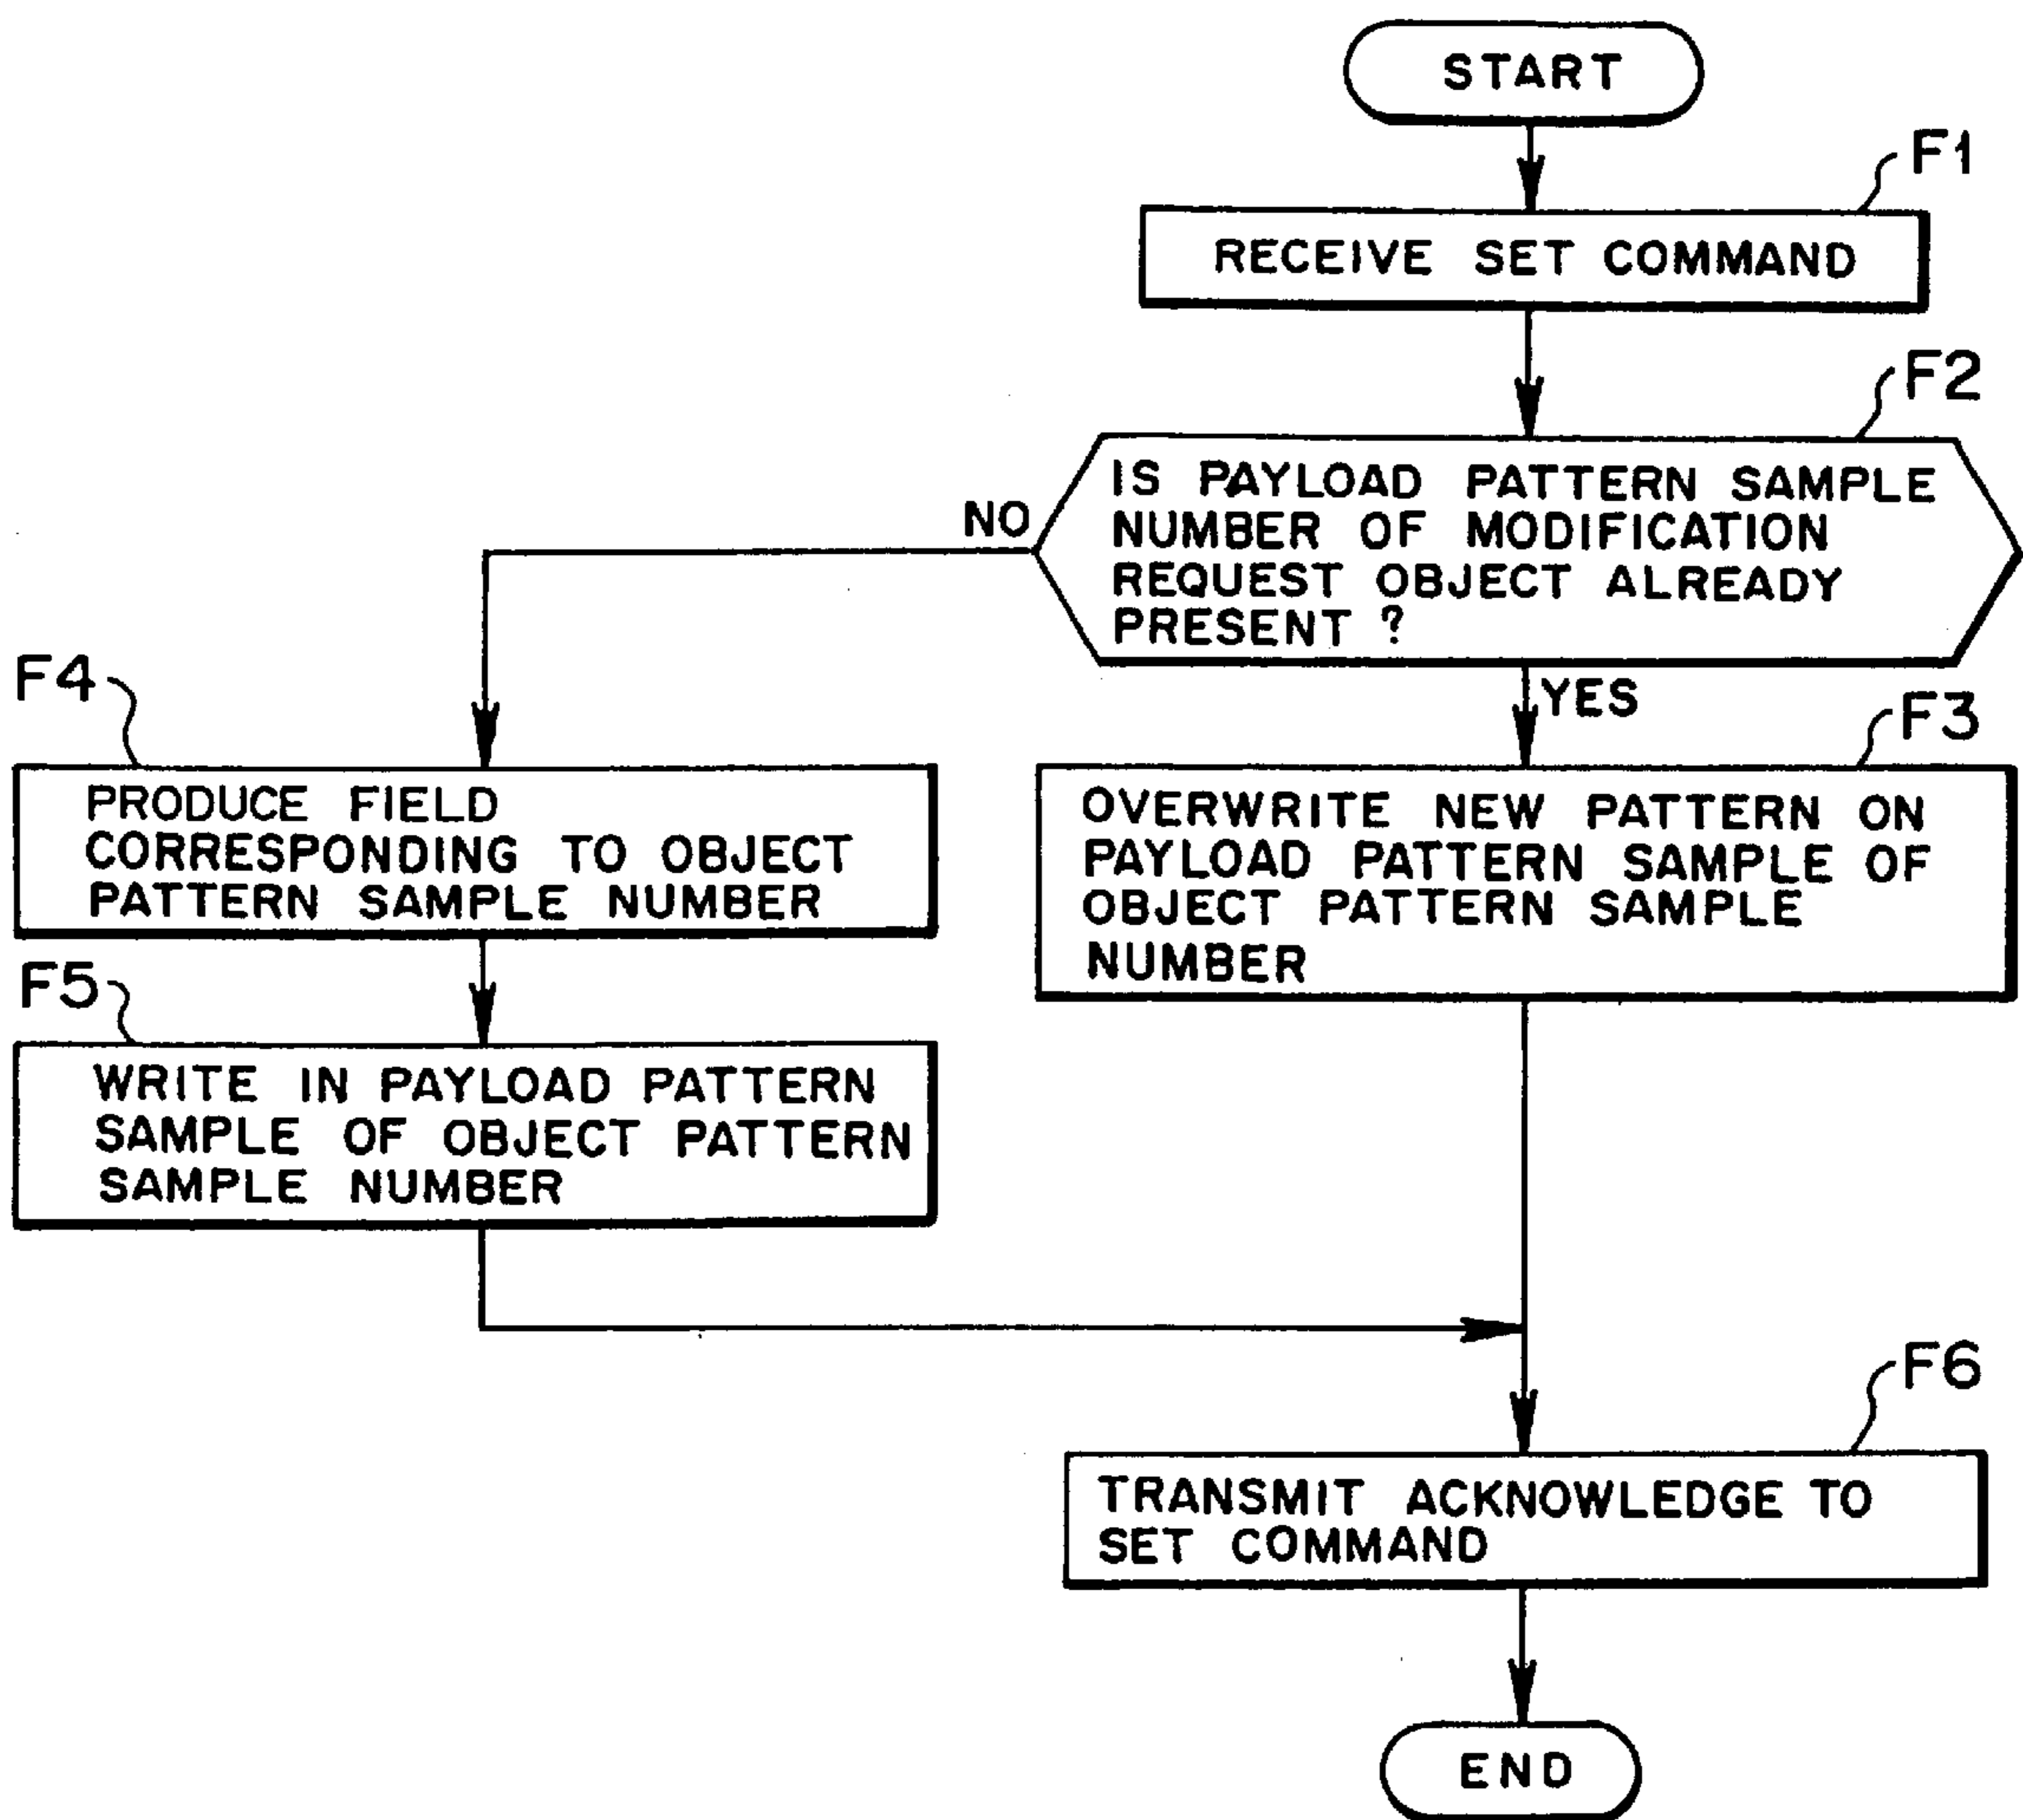 START
F1
RECEIVE SET COMMAND
F2
IS PAYLOAD PATTERN SAMPLE
NUMBER OF MODIFICATION
REQUEST OBJECT ALREADY
PRESENT ?
NO
YES
F3
OVERWRITE NEW PATTERN ON
PAYLOAD PATTERN SAMPLE OF
OBJECT PATTERN SAMPLE
NUMBER
F4
PRODUCE FIELD
CORRESPONDING TO OBJECT
PATTERN SAMPLE NUMBER
F5
WRITE IN PAYLOAD PATTERN
SAMPLE OF OBJECT PATTERN
SAMPLE NUMBER
F6
TRANSMIT ACKNOWLEDGE TO
SET COMMAND
END